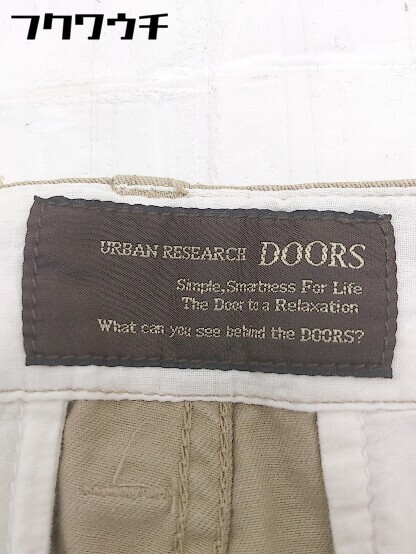 フクワウチ
URBAN RESEARCH DOORS
Simple, Smartness For Life
The Door to a Relaxation
What can you see behind the DOORS?